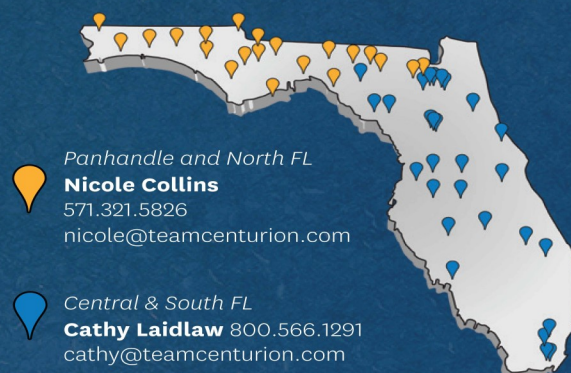 Panhandle and North FL
Nicole Collins
571.321.5826
nicole@teamcenturion.com
Central & South FL
Cathy Laidlaw 800.566.1291
cathy@teamcenturion.com